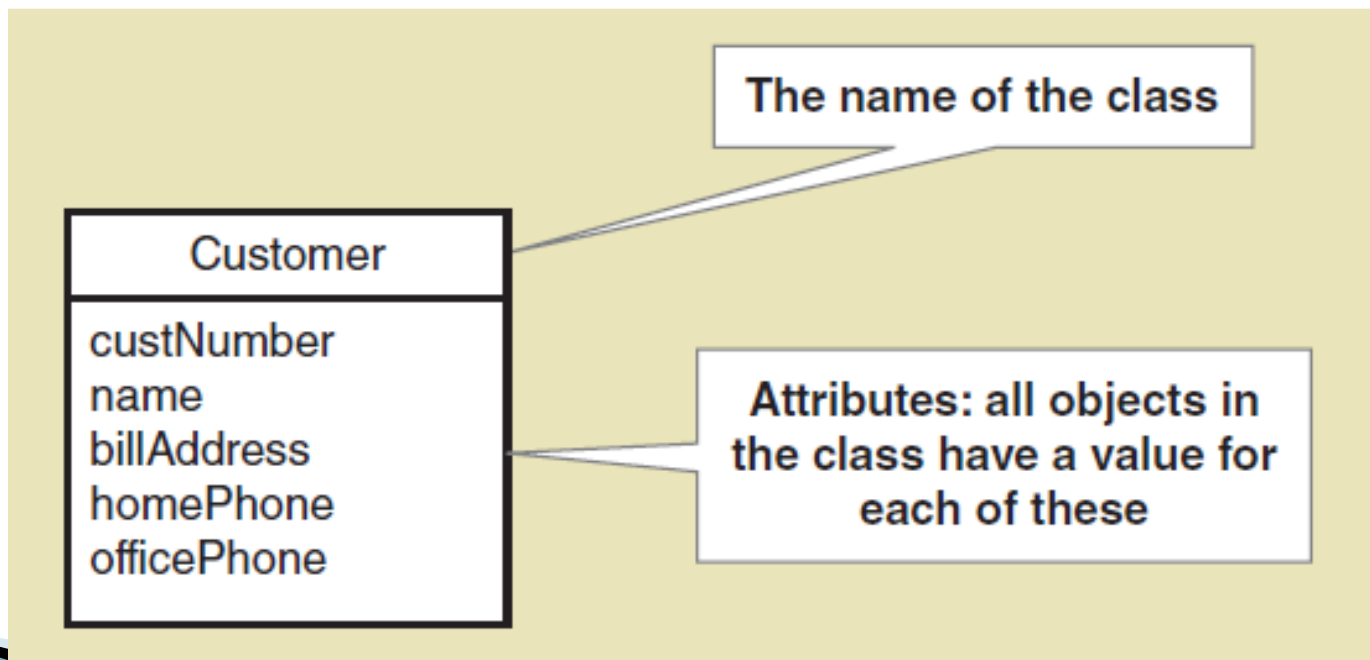 The name of the class
Customer
custNumber
name
billAddress
homePhone
officePhone
Attributes: all objects in
the class have a value for
each of these